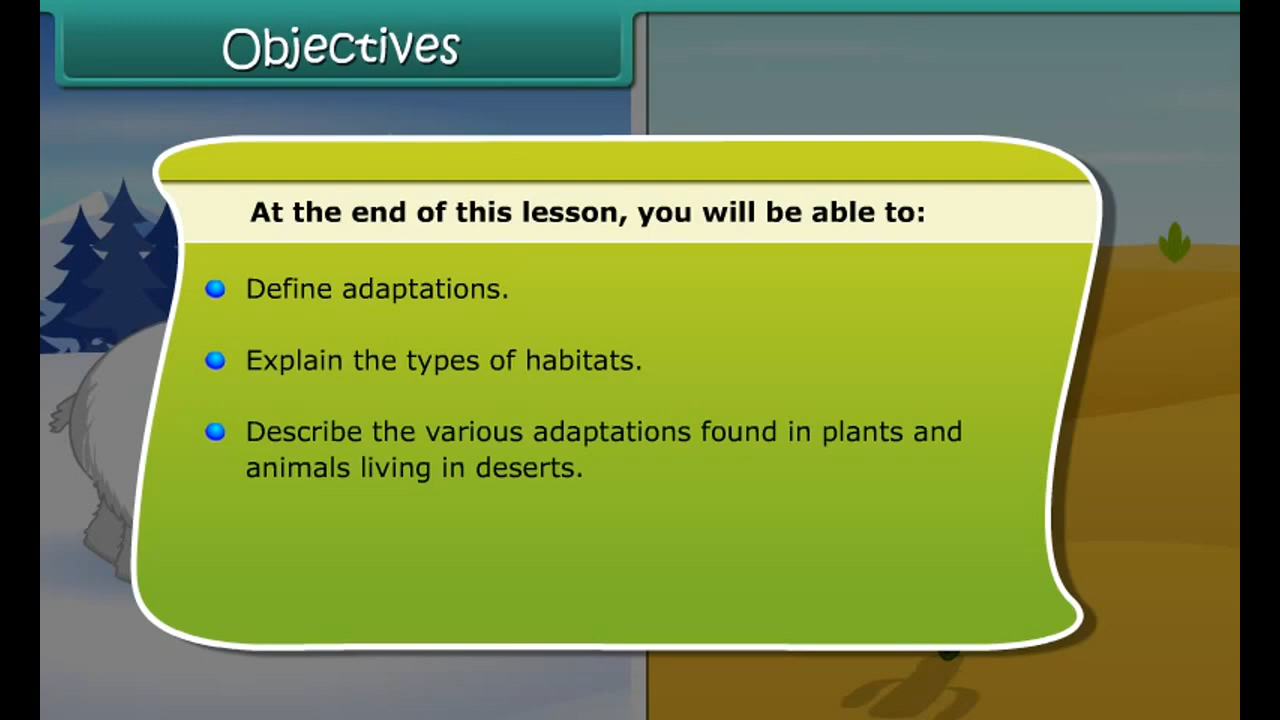 Objectives
At the end of this lesson, you will be able to:
Define adaptations.
Explain the types of habitats.
Describe the various adaptations found in plants and
animals living in deserts.